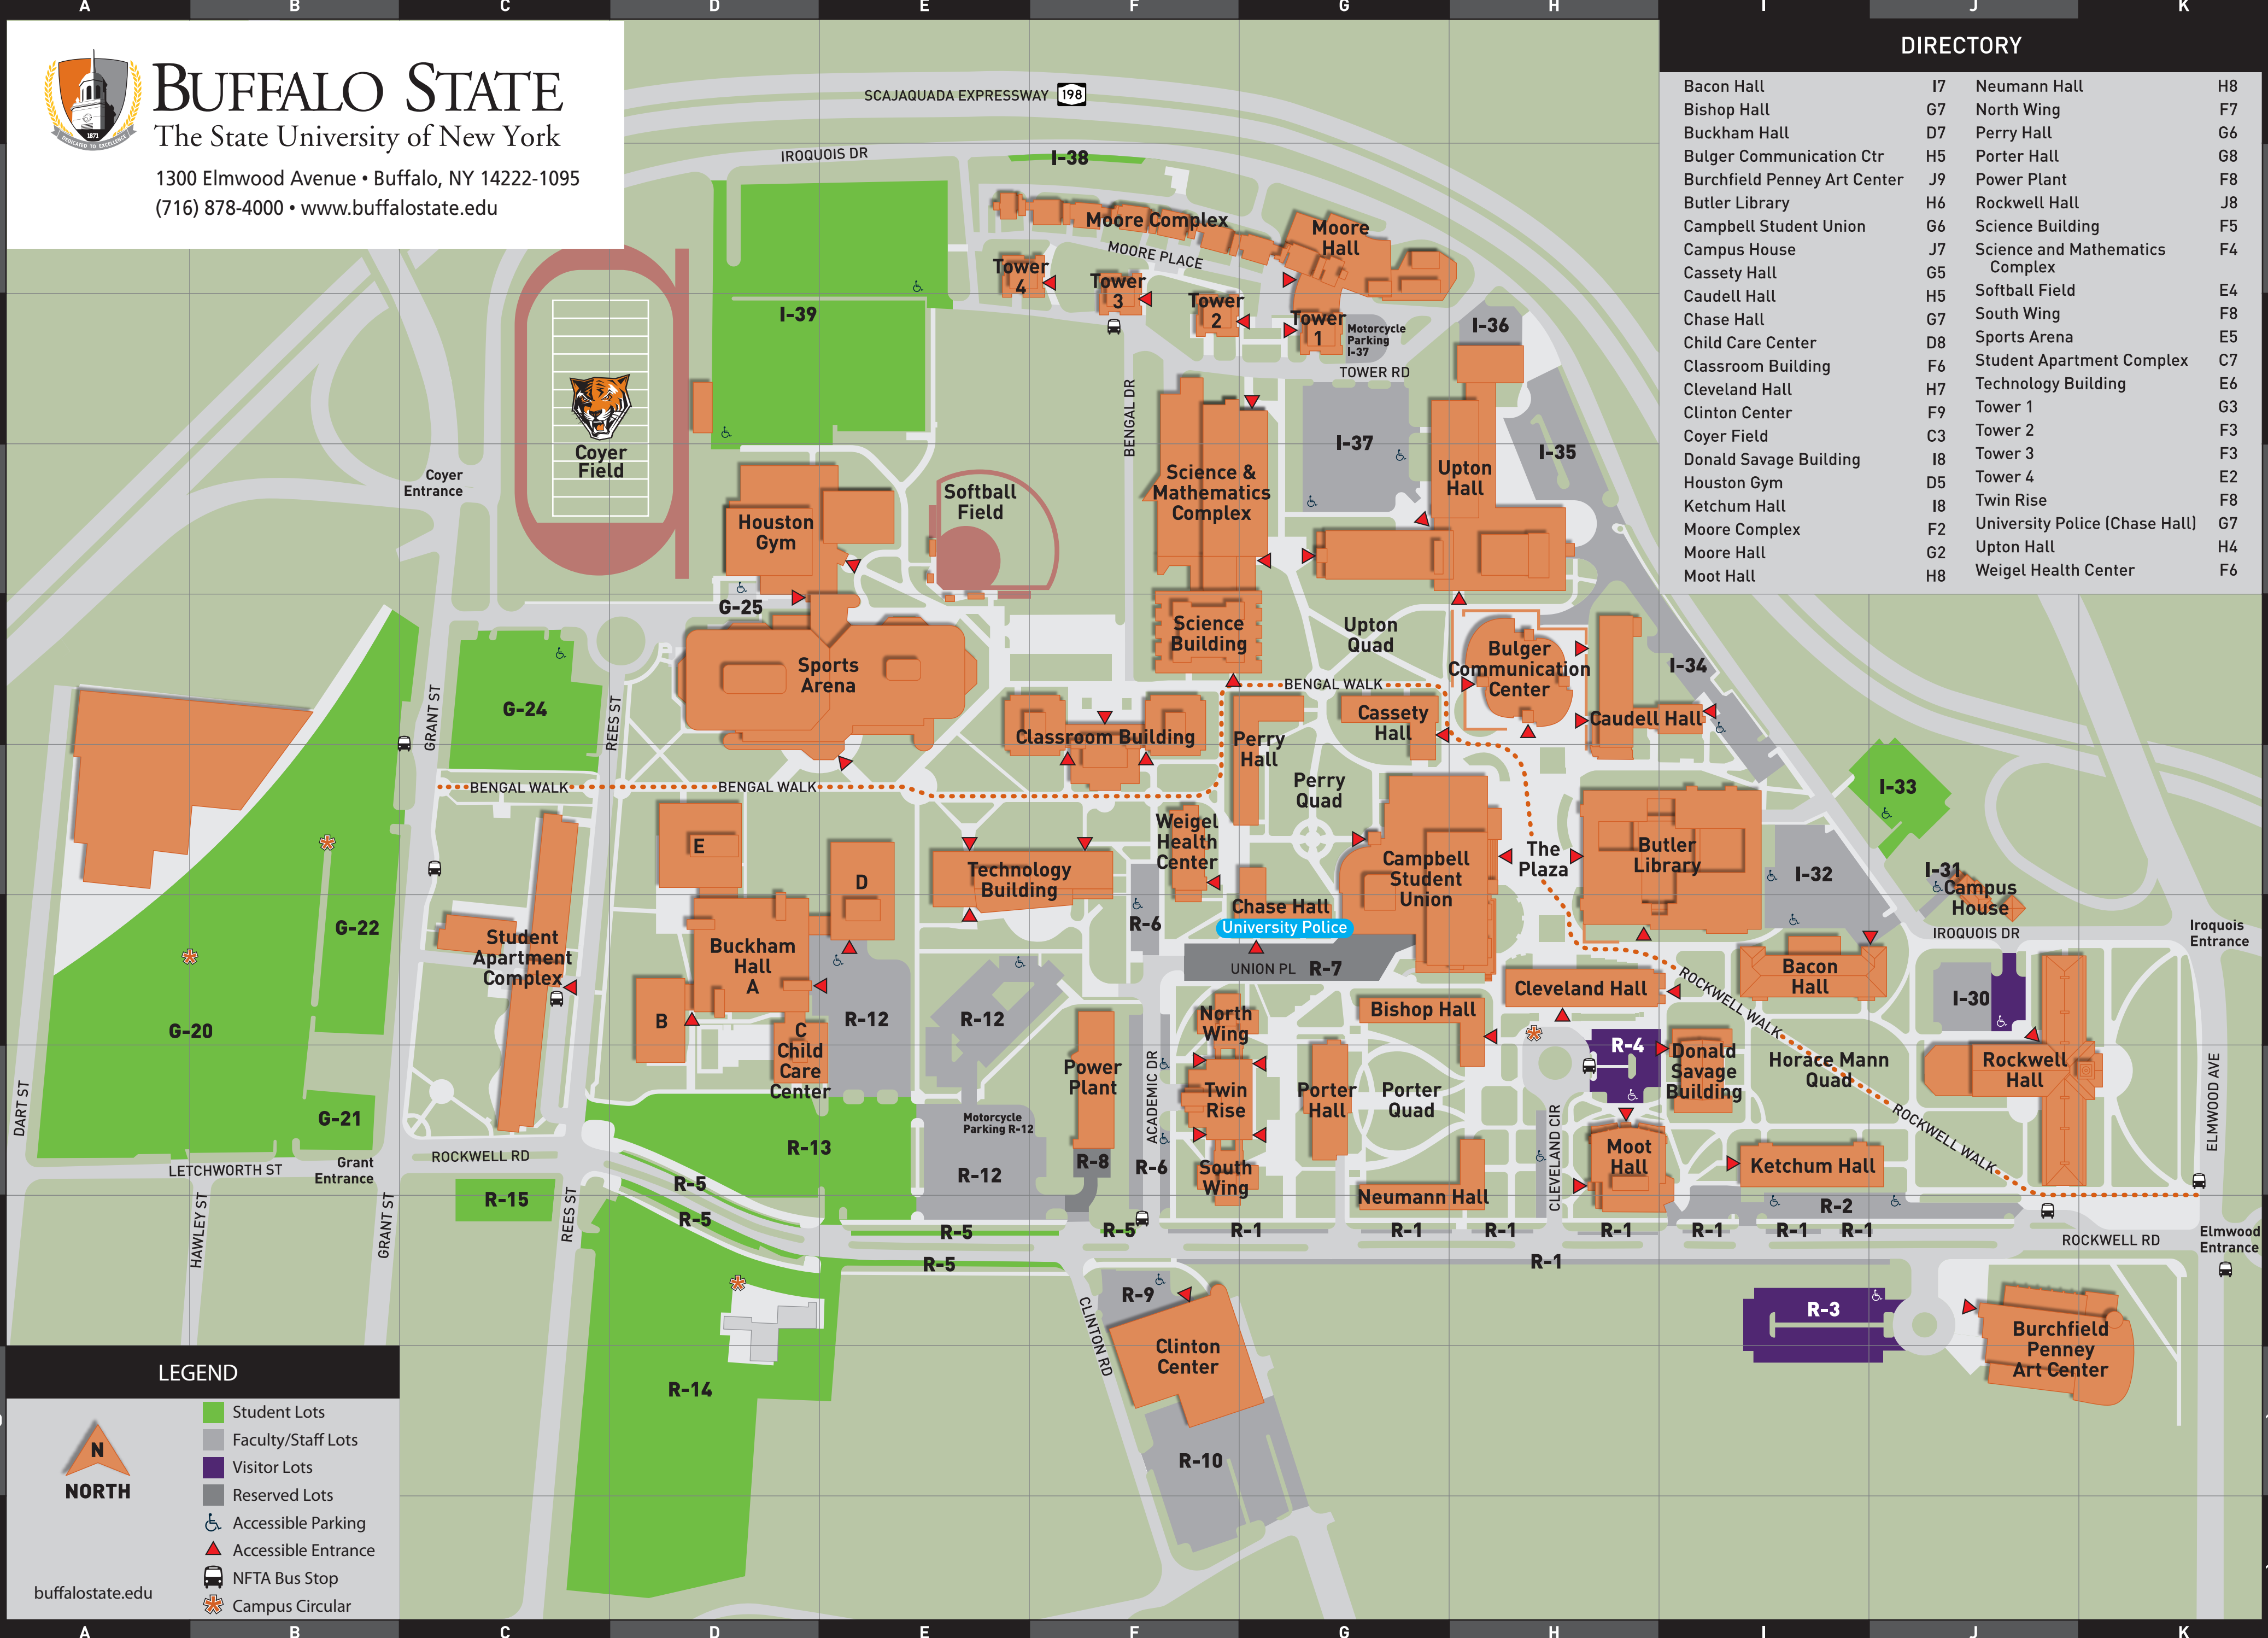 A B C D E F G H I J K
BUFFALO STATE
The State University of New York
1300 Elmwood Avenue • Buffalo, NY 14222-1095
(716) 878-4000 • www.buffalostate.edu
1871
DEDICATED TO EXCELLENCE
DIRECTORY
Bacon Hall I7
Bishop Hall G7
Buckham Hall D7
Bulger Communication Ctr H5
Burchfield Penney Art Center J9
Butler Library H6
Campbell Student Union G6
Campus House J7
Cassety Hall G5
Caudell Hall H5
Chase Hall G7
Child Care Center D8
Classroom Building F6
Cleveland Hall H7
Clinton Center F9
Coyer Field C3
Donald Savage Building I8
Houston Gym D5
Ketchum Hall I8
Moore Complex F2
Moore Hall G2
Moot Hall H8
Neumann Hall H8
North Wing F7
Perry Hall G6
Porter Hall G8
Power Plant F8
Rockwell Hall J8
Science Building F5
Science and Mathematics F4
Complex
Softball Field E4
South Wing F8
Sports Arena E5
Student Apartment Complex C7
Technology Building E6
Tower 1 G3
Tower 2 F3
Tower 3 F3
Tower 4 E2
Twin Rise F8
University Police (Chase Hall) G7
Upton Hall H4
Weigel Health Center F6
SCAJAQUADA EXPRESSWAY 198
IROQUOIS DR
I-38
Moore Complex
Moore
Hall
MOORE PLACE
Tower
4
Tower
3
Tower
2
Tower
1
Motorcycle
Parking
I-37
I-36
I-39
TOWER RD
BENGAL DR
Coyer
Field
Coyer
Entrance
I-37
I-35
Upton
Hall
Science &
Mathematics
Complex
Softball
Field
Houston
Gym
G-25
Science
Building
Upton
Quad
Bulger
Communication
Center
I-34
Sports
Arena
BENGAL WALK
G-24
GRANT ST
REES ST
Cassety
Hall
Caudell Hall
Classroom Building
Perry
Hall
Perry
Quad
BENGAL WALK
BENGAL WALK
I-33
Weigel
Health
Center
E
D
Technology
Building
Campbell
Student
Union
The
Plaza
Butler
Library
I-32
I-31
Campus
House
Chase Hall
University Police
R-6
UNION PL
R-7
IROQUOIS DR
Iroquois
Entrance
G-22
Student
Apartment
Complex
Buckham
Hall
A
B
C
Child
Care
Center
R-12
R-12
G-20
Bacon
Hall
Cleveland Hall
ROCKWELL WALK
I-30
Bishop Hall
North
Wing
R-4
Donald
Savage
Building
Horace Mann
Quad
Rockwell
Hall
Power
Plant
Twin
Rise
Porter
Hall
Porter
Quad
ACADEMIC DR
CLEVELAND CIR
ELMWOOD AVE
DART ST
G-21
R-13
Motorcycle
Parking R-12
ROCKWELL WALK
LETCHWORTH ST
Grant
Entrance
ROCKWELL RD
R-12
R-8
R-6
South
Wing
Moot
Hall
Ketchum Hall
Neumann Hall
R-15
R-5
R-5
R-5
R-5
R-5
R-1
R-1
R-1
R-1
R-1
R-1
R-1
R-1
R-2
ROCKWELL RD
Elmwood
Entrance
HAWLEY ST
GRANT ST
REES ST
R-9
R-3
CLINTON RD
Clinton
Center
Burchfield
Penney
Art Center
R-14
R-10
LEGEND
N
NORTH
Student Lots
Faculty/Staff Lots
Visitor Lots
Reserved Lots
Accessible Parking
Accessible Entrance
NFTA Bus Stop
Campus Circular
buffalostate.edu
A B C D E F G H I J K